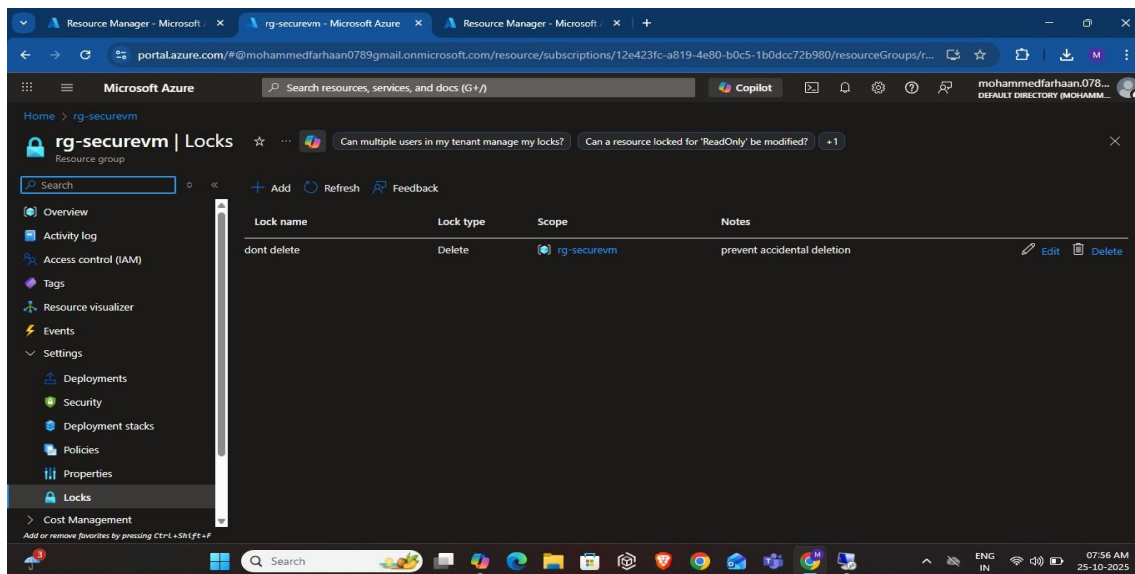 Resource Manager - Microsoft
rg-securevm - Microsoft Azure
Resource Manager - Microsoft
portal.azure.com/#@mohammedfarhaan0789gmail.onmicrosoft.com/resource/subscriptions/12e423fc-a819-4e80-b0c5-1b0dcc72b980/resourceGroups/r...
M
Microsoft Azure
Search resources, services, and docs (G+/)
Copilot
mohammedfarhaan.078...
DEFAULT DIRECTORY (MOHAMM...
Home > rg-securevm
rg-securevm | Locks
Can multiple users in my tenant manage my locks?
Can a resource locked for 'ReadOnly' be modified?
+1
Resource group
Search
Add
Refresh
Feedback
Overview
Activity log
Access control (IAM)
Tags
Resource visualizer
Events
Settings
Deployments
Security
Deployment stacks
Policies
Properties
Locks
Cost Management
Add or remove favorites by pressing Ctrl+Shift+F
Lock name Lock type Scope Notes
dont delete Delete rg-securevm prevent accidental deletion Edit Delete
3
Search
M
ENG
IN
07:56 AM
25-10-2025